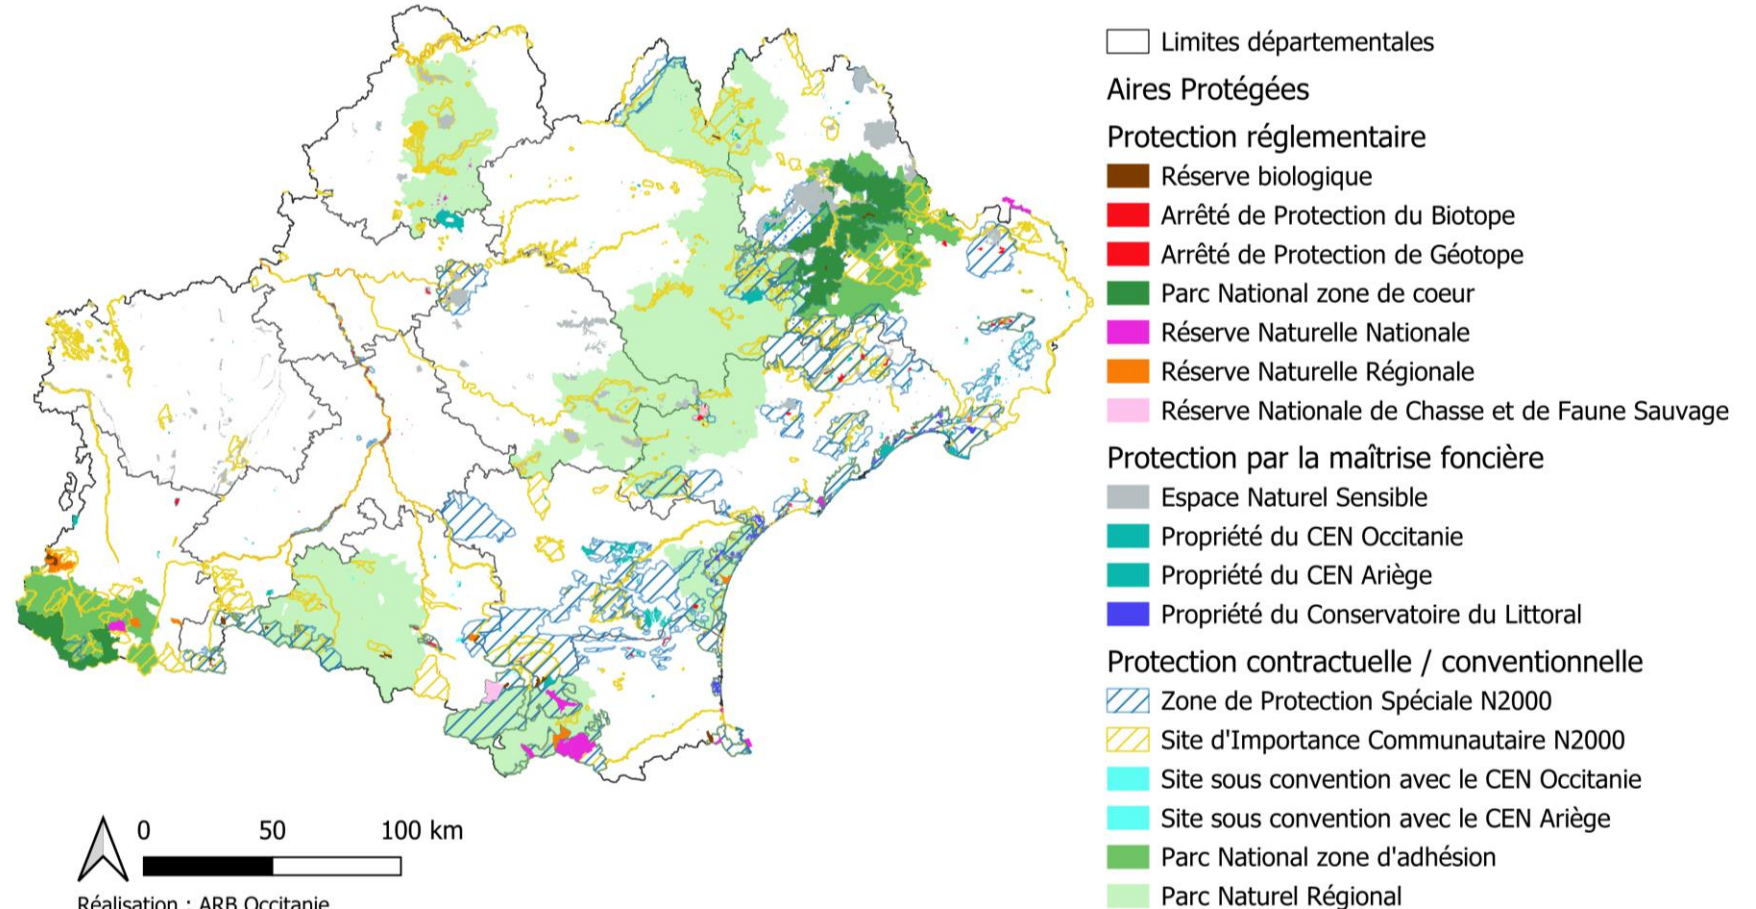 Limites départementales
Aires Protégées
Protection réglementaire
Réserve biologique
Arrêté de Protection du Biotope
Arrêté de Protection de Géotope
Parc National zone de coeur
Réserve Naturelle Nationale
Réserve Naturelle Régionale
Réserve Nationale de Chasse et de Faune Sauvage
Protection par la maîtrise foncière
Espace Naturel Sensible
Propriété du CEN Occitanie
Propriété du CEN Ariège
Propriété du Conservatoire du Littoral
Protection contractuelle / conventionnelle
Zone de Protection Spéciale N2000
Site d'Importance Communautaire N2000
Site sous convention avec le CEN Occitanie
Site sous convention avec le CEN Ariège
Parc National zone d'adhésion
Parc Naturel Régional
0 50 100 km
Réalisation : ARB Occitanie